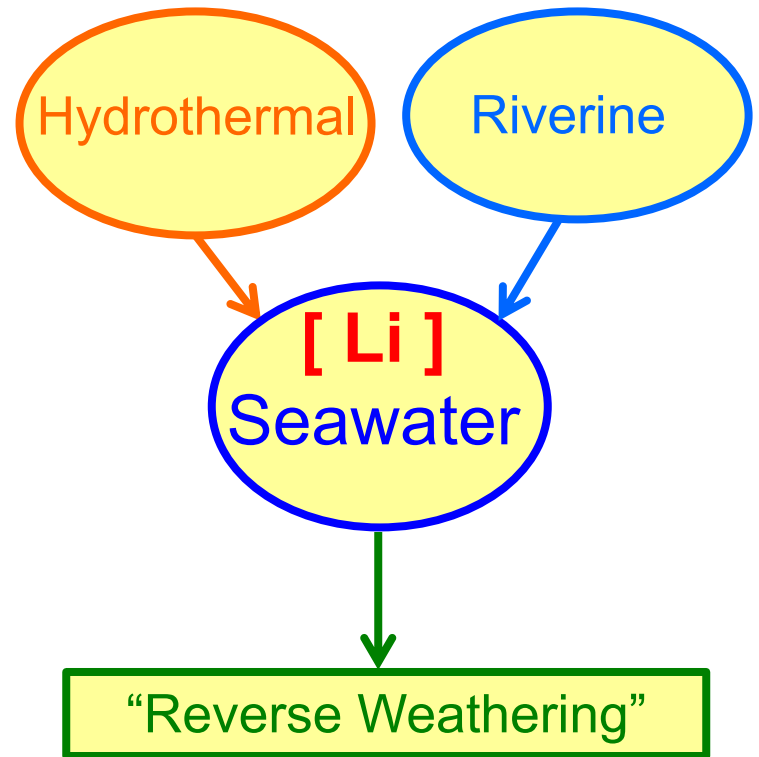 Hydrothermal
Riverine
[ Li ]
Seawater
“Reverse Weathering”